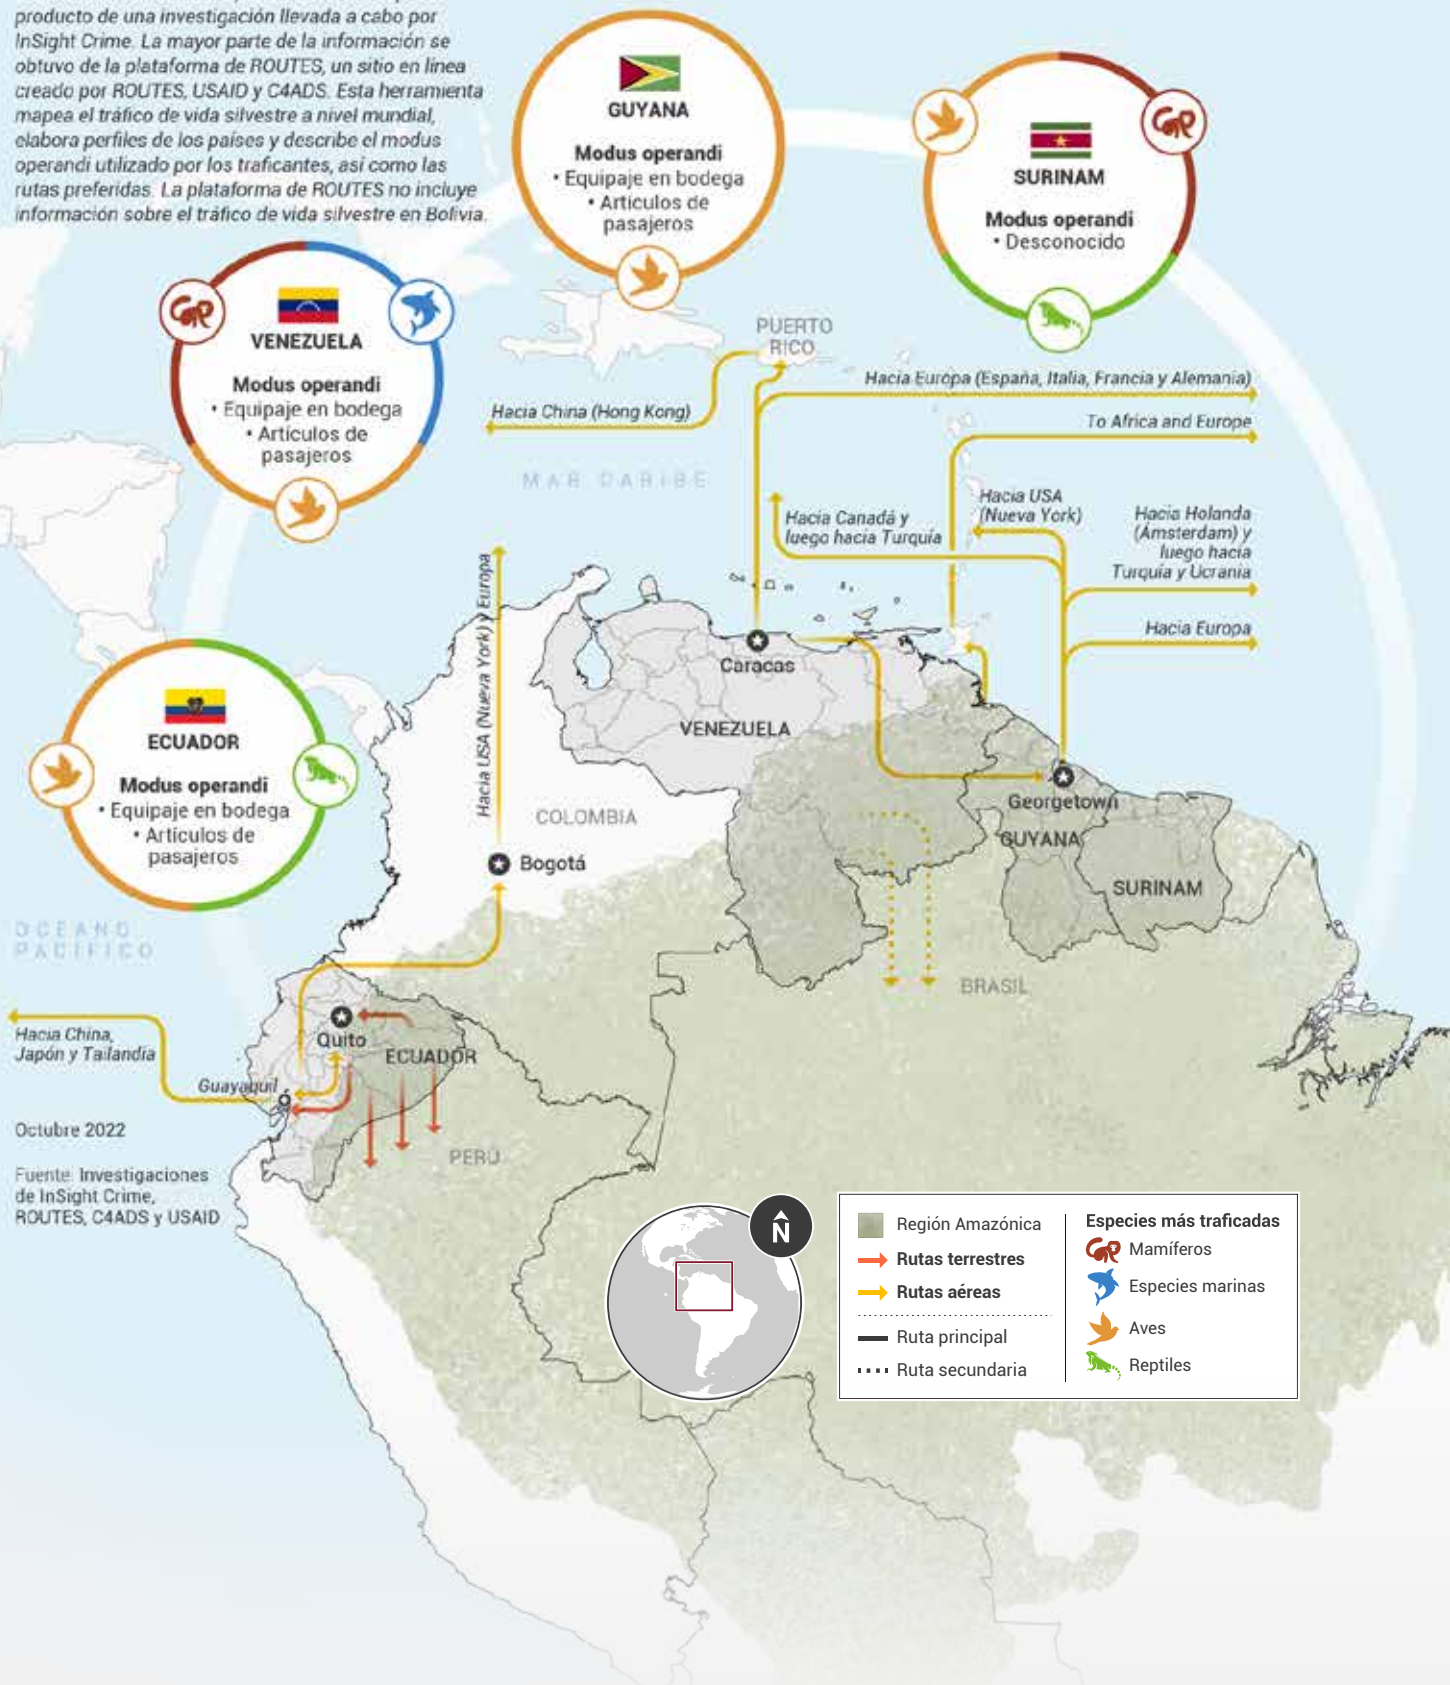 producto de una investigación llevada a cabo por
InSight Crime. La mayor parte de la información se
obtuvo de la plataforma de ROUTES, un sitio en línea
creado por ROUTES, USAID y C4ADS. Esta herramienta
mapea el tráfico de vida silvestre a nivel mundial,
elabora perfiles de los países y describe el modus
operandi utilizado por los traficantes, así como las
rutas preferidas. La plataforma de ROUTES no incluye
información sobre el tráfico de vida silvestre en Bolivia.
GUYANA
Modus operandi
• Equipaje en bodega
• Artículos de
pasajeros
SURINAM
Modus operandi
• Desconocido
VENEZUELA
Modus operandi
• Equipaje en bodega
• Artículos de
pasajeros
ECUADOR
Modus operandi
• Equipaje en bodega
• Artículos de
pasajeros
PUERTO
RICO
Hacia Europa (España, Italia, Francia y Alemania)
Hacia China (Hong Kong)
To Africa and Europe
MAR CARIBE
Hacia USA
(Nueva York)
Hacia Canadá y
luego hacia Turquía
Hacia Holanda
(Ámsterdam) y
luego hacia
Turquía y Ucrania
Hacia Europa
Hacia USA (Nueva York) y Europa
Caracas
VENEZUELA
COLOMBIA
Georgetown
GUYANA
Bogotá
SURINAM
OCÉANO
PACÍFICO
BRASIL
Hacia China,
Japón y Tailandia
Quito
ECUADOR
Guayaquil
PERÚ
Octubre 2022
Fuente: Investigaciones
de InSight Crime,
ROUTES, C4ADS y USAID
N
Región Amazónica
Rutas terrestres
Rutas aéreas
Ruta principal
Ruta secundaria
Especies más traficadas
Mamíferos
Especies marinas
Aves
Reptiles